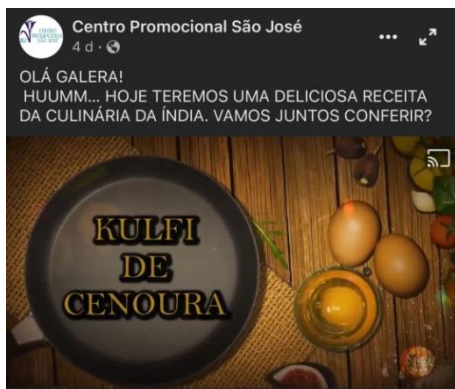 Centro Promocional São José
4 d
OLÁ GALERA!
HUUMM... HOJE TEREMOS UMA DELICIOSA RECEITA
DA CULINÁRIA DA ÍNDIA. VAMOS JUNTOS CONFERIR?
KULFI
DE
CENOURA